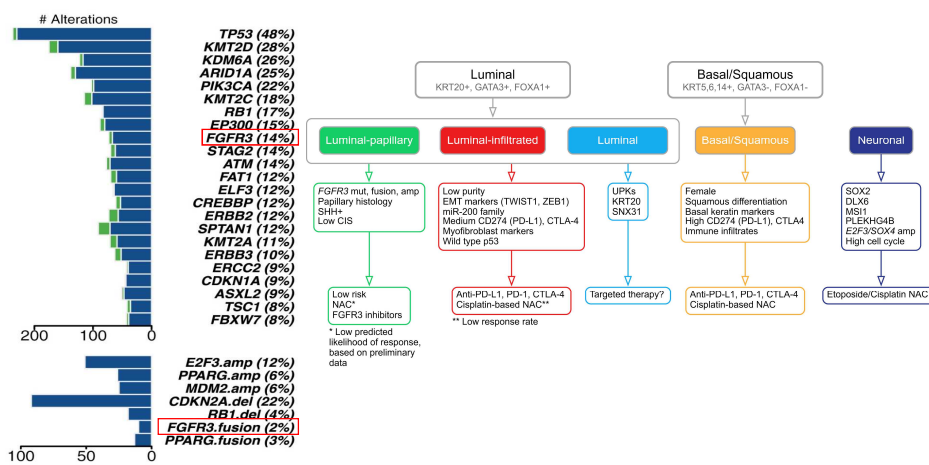 # Alterations
TP53 (48%)
KMT2D (28%)
KDM6A (26%)
ARID1A (25%)
PIK3CA (22%)
KMT2C (18%)
RB1 (17%)
EP300 (15%)
FGFR3 (14%)
STAG2 (14%)
ATM (14%)
FAT1 (12%)
ELF3 (12%)
CREBBP (12%)
ERBB2 (12%)
SPTAN1 (12%)
KMT2A (11%)
ERBB3 (10%)
ERCC2 (9%)
CDKN1A (9%)
ASXL2 (9%)
TSC1 (8%)
FBXW7 (8%)
200 100 0
E2F3.amp (12%)
PPARG.amp (6%)
MDM2.amp (6%)
CDKN2A.del (22%)
RB1.del (4%)
FGFR3.fusion (2%)
PPARG.fusion (3%)
100 50 0
Luminal
KRT20+, GATA3+, FOXA1+
Basal/Squamous
KRT5,6,14+, GATA3-, FOXA1-
Luminal-papillary
Luminal-infiltrated
Luminal
Basal/Squamous
Neuronal
FGFR3 mut, fusion, amp
Papillary histology
SHH+
Low CIS
Low purity
EMT markers (TWIST1, ZEB1)
miR-200 family
Medium CD274 (PD-L1), CTLA-4
Myofibroblast markers
Wild type p53
UPKs
KRT20
SNX31
Female
Squamous differentiation
Basal keratin markers
High CD274 (PD-L1), CTLA4
Immune infiltrates
SOX2
DLX6
MSI1
PLEKHG4B
E2F3/SOX4 amp
High cell cycle
Low risk
NAC*
FGFR3 inhibitors
* Low predicted
likelihood of response,
based on preliminary
data
Anti-PD-L1, PD-1, CTLA-4
Cisplatin-based NAC**
** Low response rate
Targeted therapy?
Anti-PD-L1, PD-1, CTLA-4
Cisplatin-based NAC
Etoposide/Cisplatin NAC